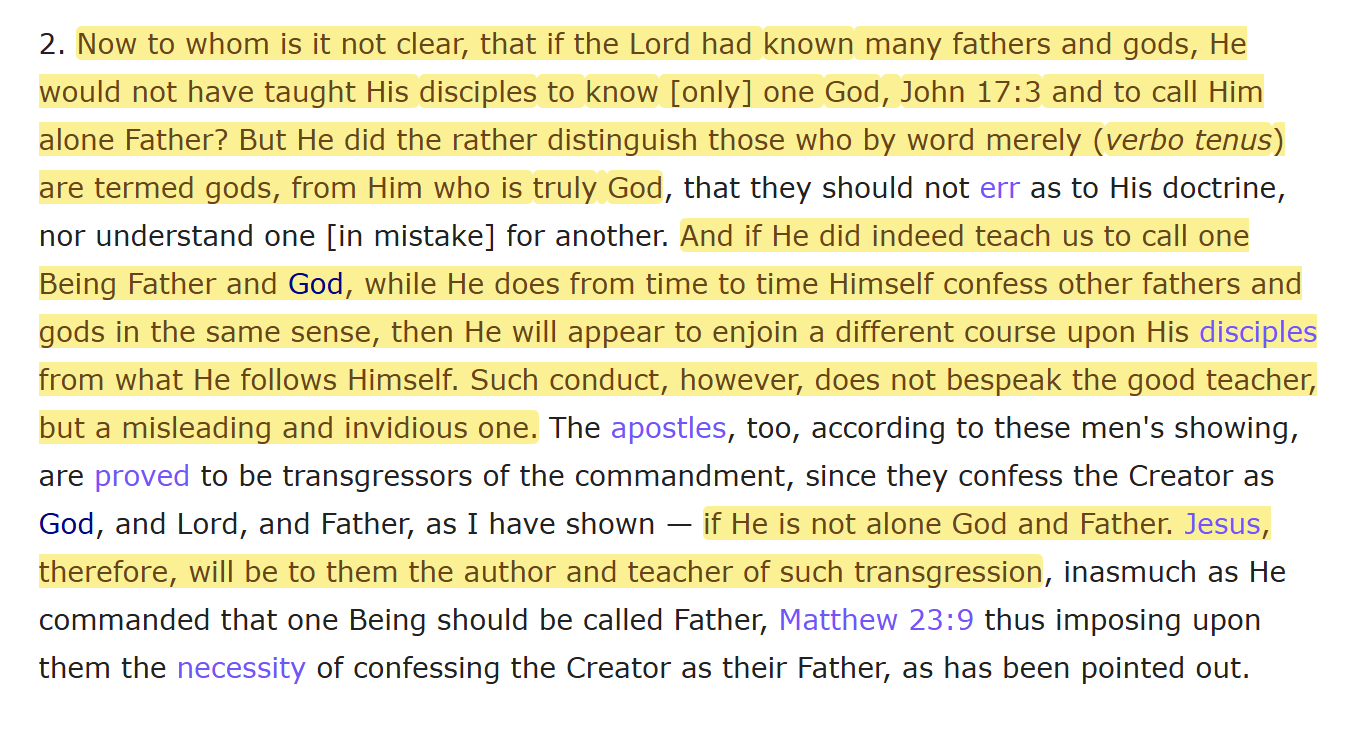 2. Now to whom is it not clear, that if the Lord had known many fathers and gods, He
would not have taught His disciples to know [only] one God, John 17:3 and to call Him
alone Father? But He did the rather distinguish those who by word merely (verbo tenus)
are termed gods, from Him who is truly God, that they should not err as to His doctrine,
nor understand one [in mistake] for another. And if He did indeed teach us to call one
Being Father and God, while He does from time to time Himself confess other fathers and
gods in the same sense, then He will appear to enjoin a different course upon His disciples
from what He follows Himself. Such conduct, however, does not bespeak the good teacher,
but a misleading and invidious one. The apostles, too, according to these men's showing,
are proved to be transgressors of the commandment, since they confess the Creator as
God, and Lord, and Father, as I have shown — if He is not alone God and Father. Jesus,
therefore, will be to them the author and teacher of such transgression, inasmuch as He
commanded that one Being should be called Father, Matthew 23:9 thus imposing upon
them the necessity of confessing the Creator as their Father, as has been pointed out.